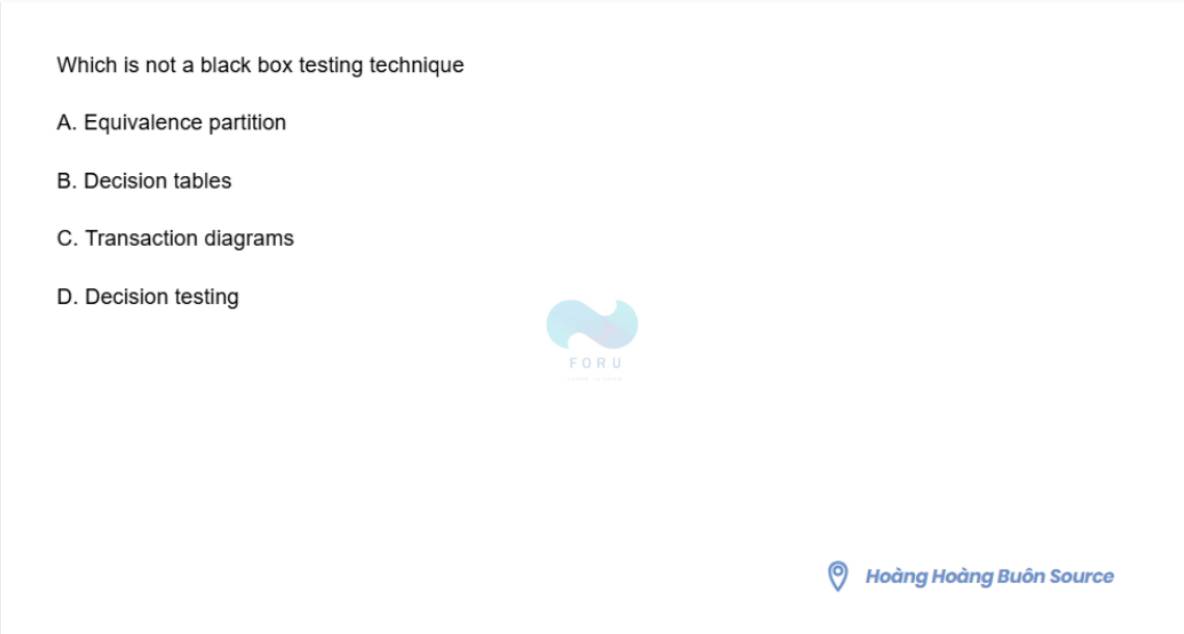 Which is not a black box testing technique
A. Equivalence partition
B. Decision tables
C. Transaction diagrams
D. Decision testing
FORU
Hoàng Hoàng Buôn Source